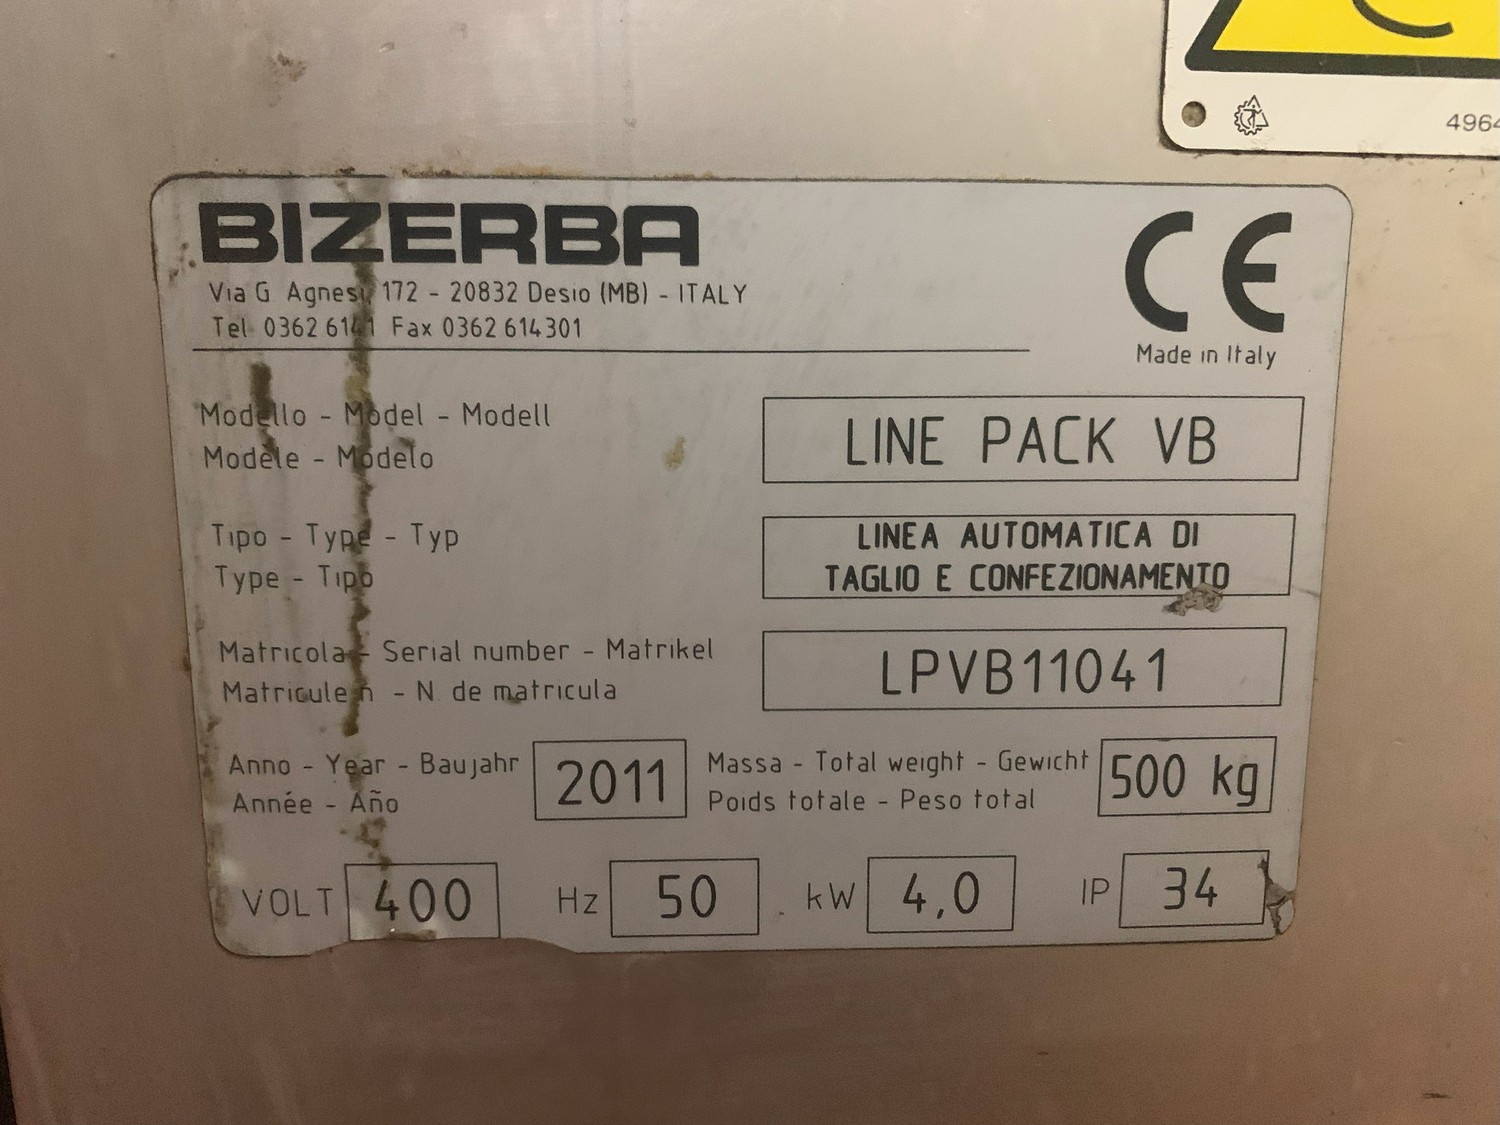 4964
BIZERBA
CE
Via G Agnesi, 172 - 20832 Desio (MB) - ITALY
Tel 0362 6141 Fax 0362 614301
Made in Italy
Modello - Model - Modell
Modèle - Modelo
LINE PACK VB
Tipo - Type - Typ
Type - Tipo
LINEA AUTOMATICA DI
TAGLIO E CONFEZIONAMENTO
Matricola - Serial number - Matrikel
Matricule n - N de matricula
LPVB11041
Anno - Year - Baujahr
Année - Año
2011
Massa - Total weight - Gewicht
Poids totale - Peso total
500 kg
VOLT 400 Hz 50 kW 4,0 IP 34